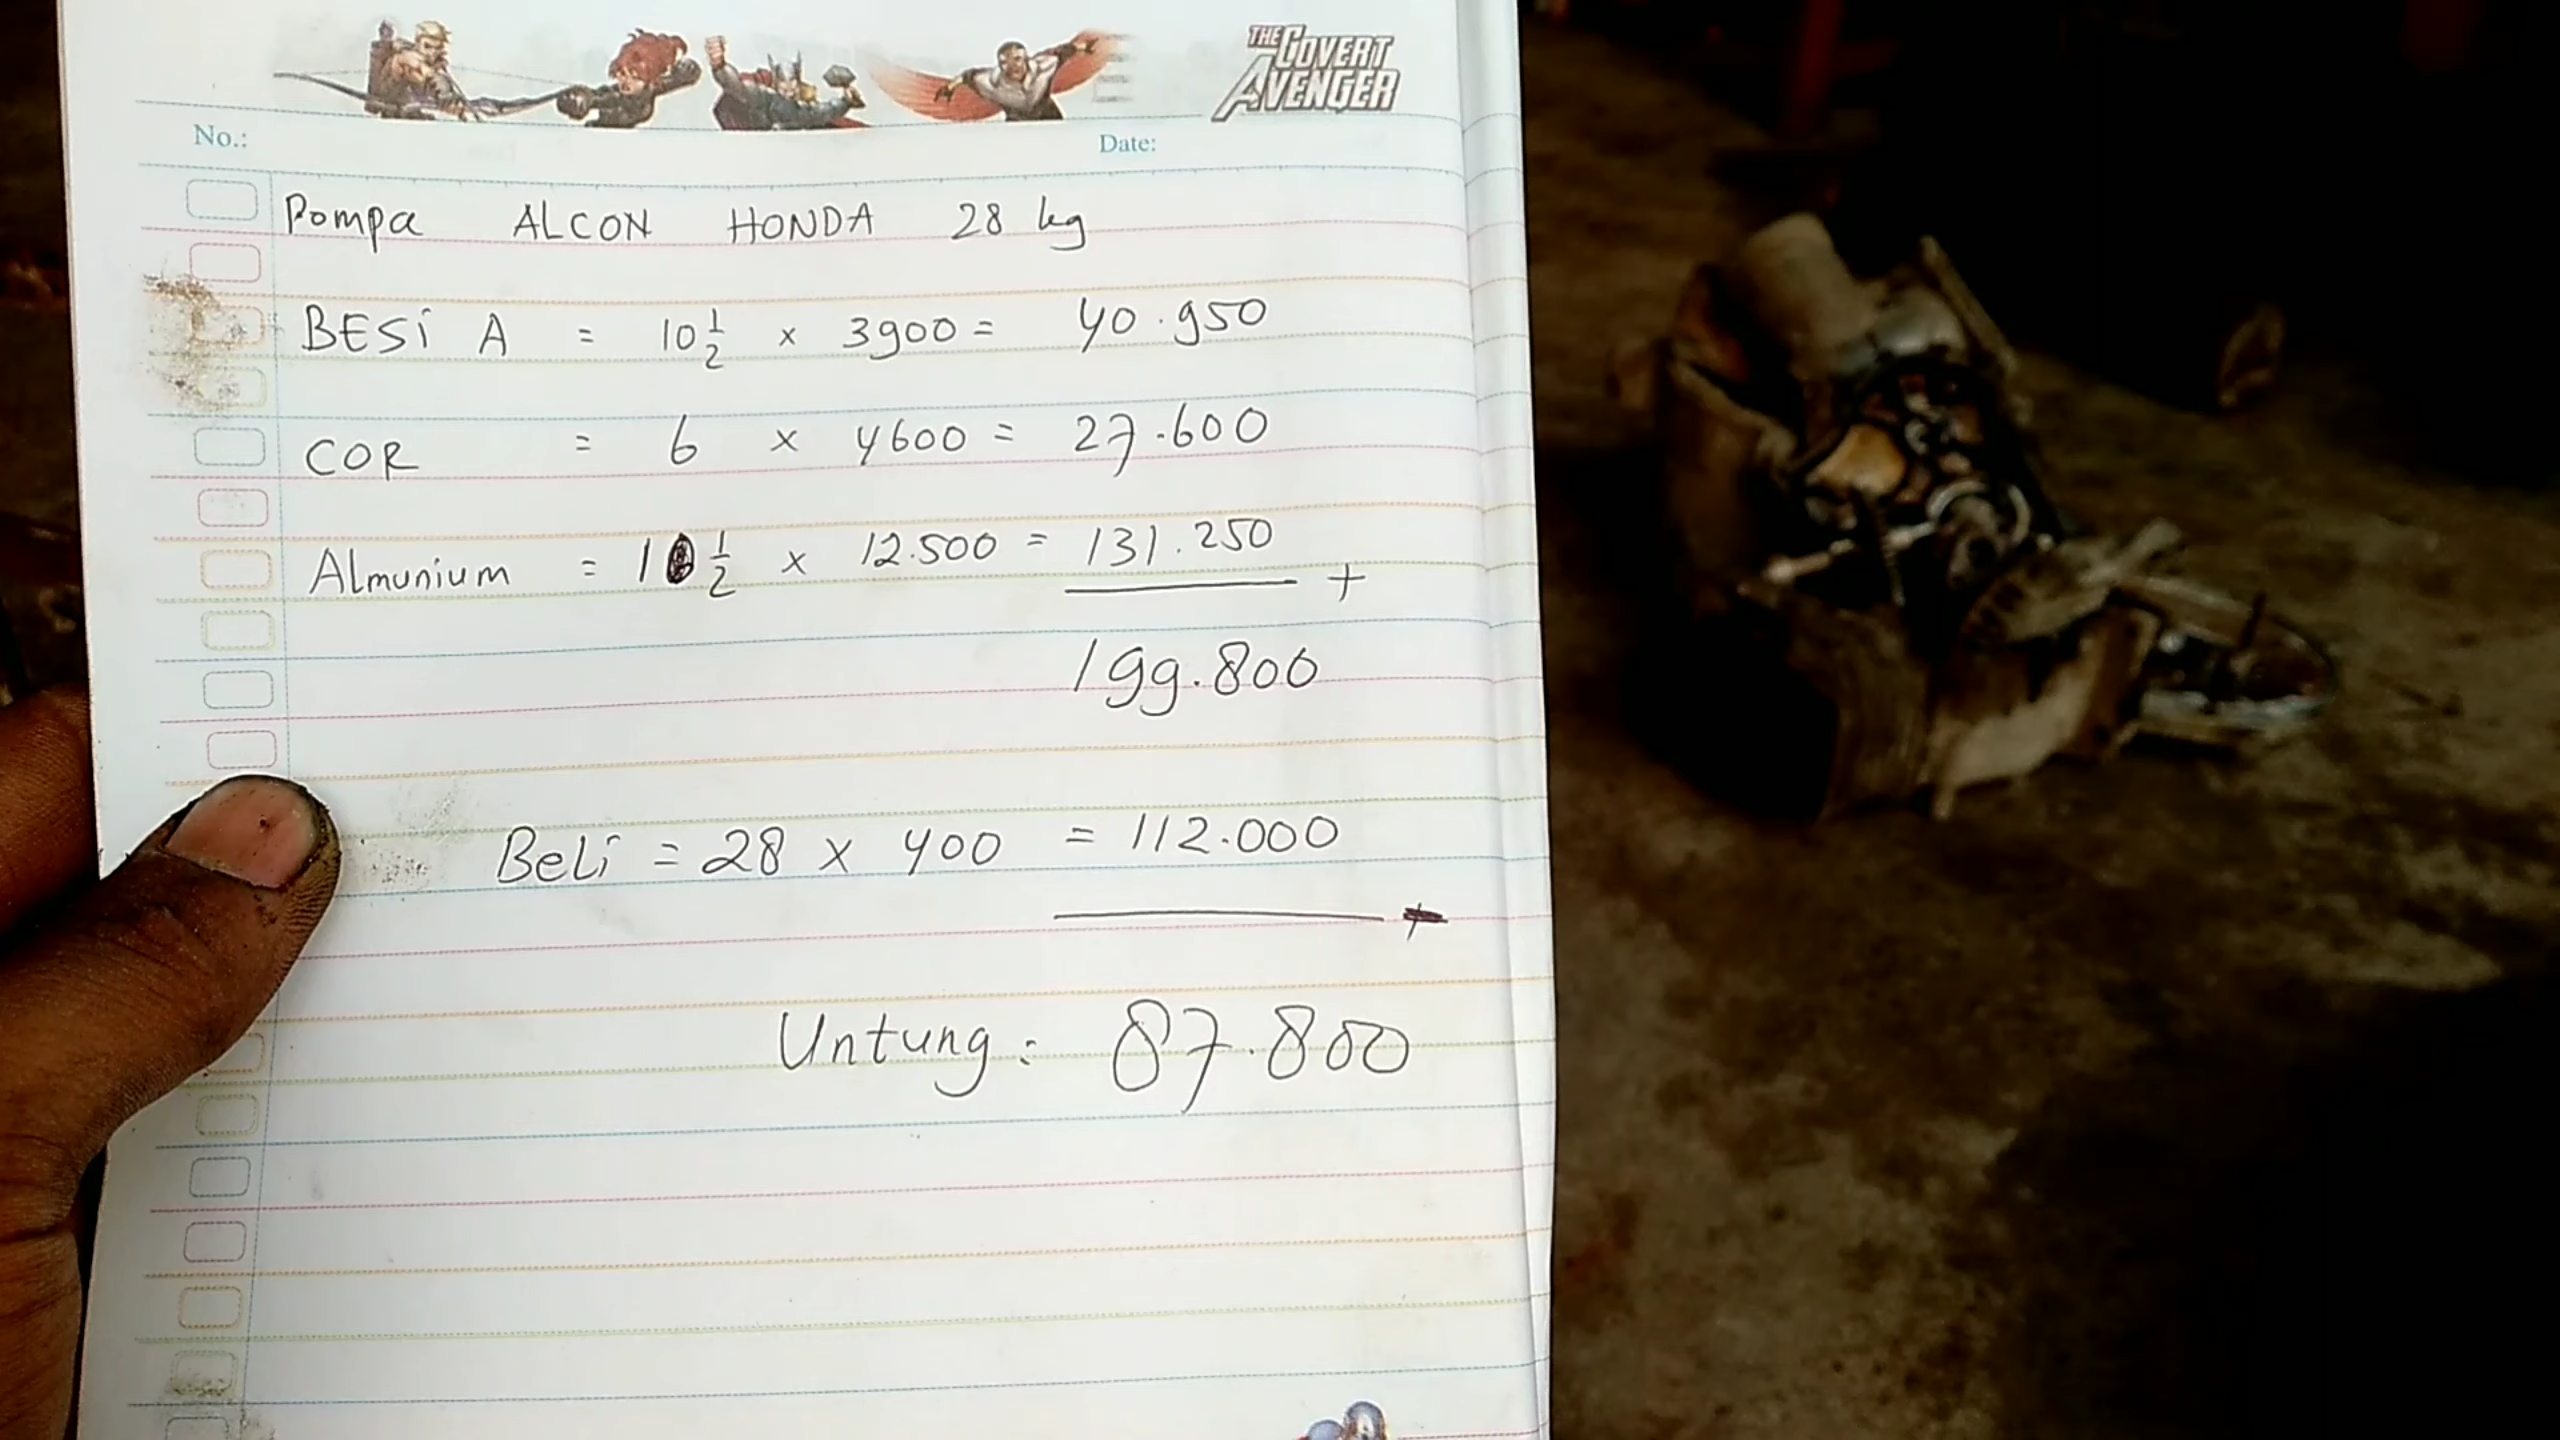 THE COVERT AVENGER
No.: Date:
Pompa ALCON HONDA 28 kg
BESi A = 10 1/2 x 3900 = 40.950
COR = 6 x 4600 = 27.600
Almunium = 10 1/2 x 12.500 = 131.250 +
199.800
Beli = 28 x 400 = 112.000
Untung : 87.800